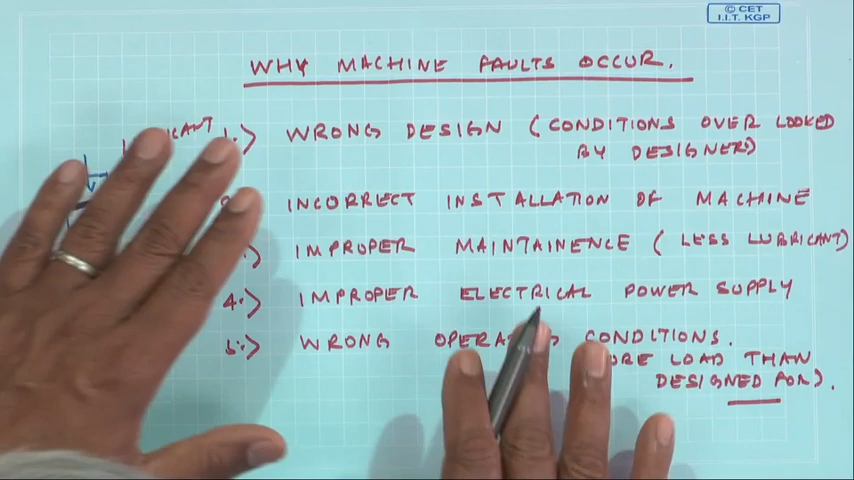 © CET
I.I.T. KGP
WHY MACHINE FAULTS OCCUR.
1.> WRONG DESIGN (CONDITIONS OVER LOOKED
BY DESIGNER)
INCORRECT INSTALLATION OF MACHINE
IMPROPER MAINTAINENCE (LESS LUBRICANT)
4.> IMPROPER ELECTRICAL POWER SUPPLY
5.> WRONG CONDITIONS.
LOAD THAN
DESIGNED FOR).